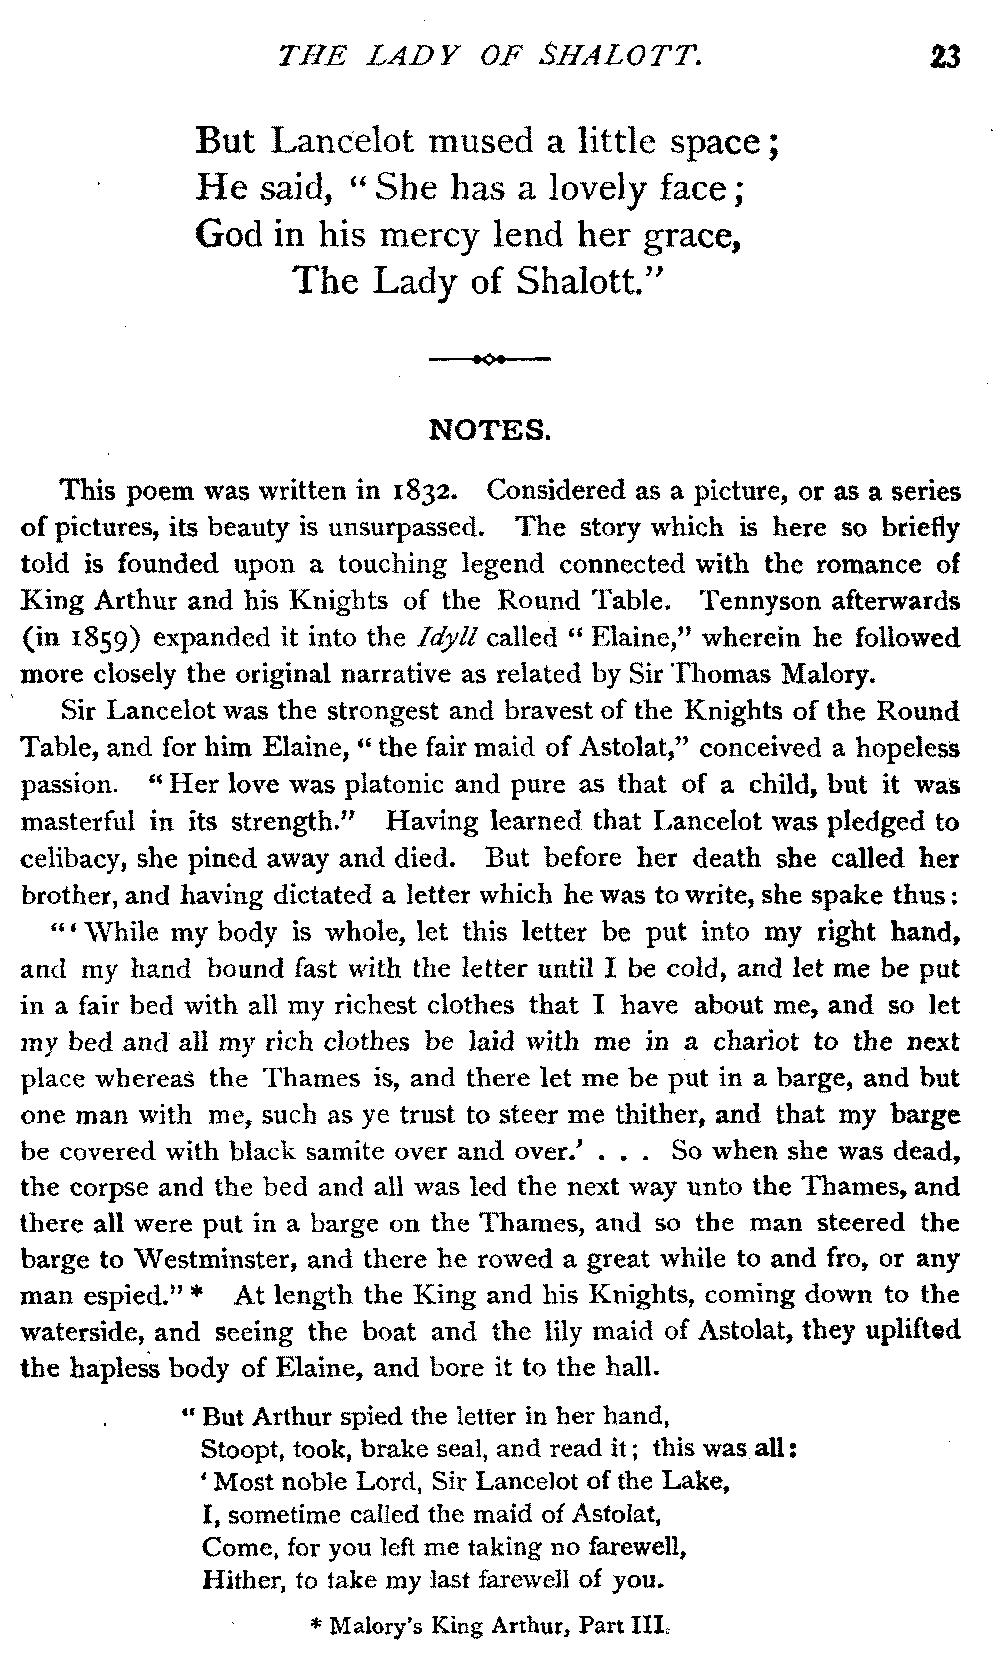 THE LADY OF SHALOTT. 23
But Lancelot mused a little space;
He said, "She has a lovely face;
God in his mercy lend her grace,
The Lady of Shalott."
NOTES.
This poem was written in 1832. Considered as a picture, or as a series
of pictures, its beauty is unsurpassed. The story which is here so briefly
told is founded upon a touching legend connected with the romance of
King Arthur and his Knights of the Round Table. Tennyson afterwards
(in 1859) expanded it into the Idyll called "Elaine," wherein he followed
more closely the original narrative as related by Sir Thomas Malory.
Sir Lancelot was the strongest and bravest of the Knights of the Round
Table, and for him Elaine, "the fair maid of Astolat," conceived a hopeless
passion. "Her love was platonic and pure as that of a child, but it was
masterful in its strength." Having learned that Lancelot was pledged to
celibacy, she pined away and died. But before her death she called her
brother, and having dictated a letter which he was to write, she spake thus:
"'While my body is whole, let this letter be put into my right hand,
and my hand bound fast with the letter until I be cold, and let me be put
in a fair bed with all my richest clothes that I have about me, and so let
my bed and all my rich clothes be laid with me in a chariot to the next
place whereas the Thames is, and there let me be put in a barge, and but
one man with me, such as ye trust to steer me thither, and that my barge
be covered with black samite over and over.' . . . So when she was dead,
the corpse and the bed and all was led the next way unto the Thames, and
there all were put in a barge on the Thames, and so the man steered the
barge to Westminster, and there he rowed a great while to and fro, or any
man espied." * At length the King and his Knights, coming down to the
waterside, and seeing the boat and the lily maid of Astolat, they uplifted
the hapless body of Elaine, and bore it to the hall.
"But Arthur spied the letter in her hand,
Stoopt, took, brake seal, and read it; this was all:
'Most noble Lord, Sir Lancelot of the Lake,
I, sometime called the maid of Astolat,
Come, for you left me taking no farewell,
Hither, to take my last farewell of you.
* Malory's King Arthur, Part III.